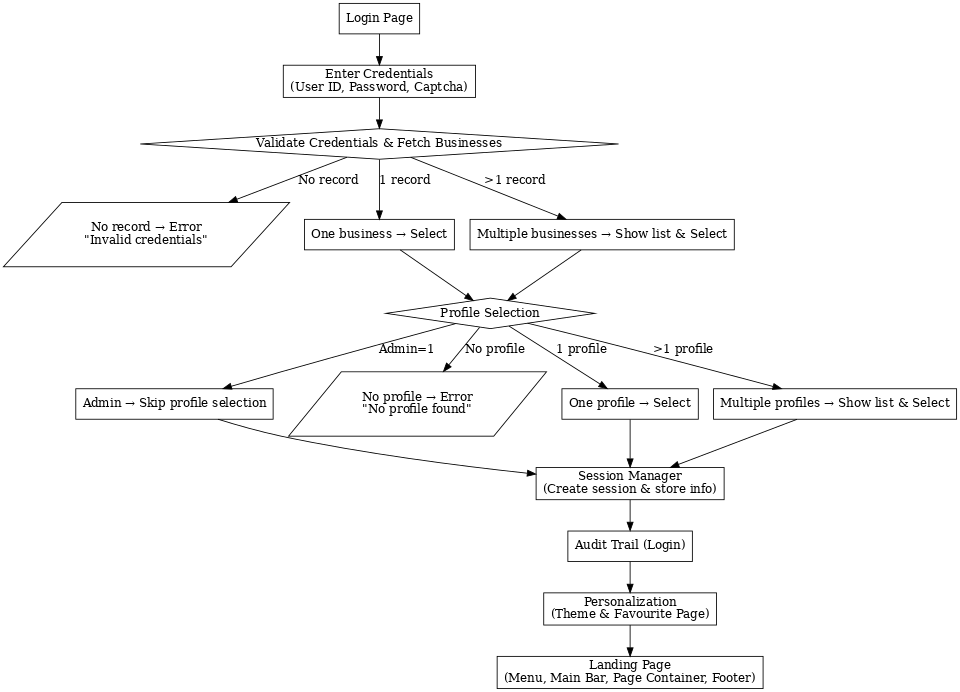 Login Page
Enter Credentials
(User ID, Password, Captcha)
Validate Credentials & Fetch Businesses
No record
1 record
>1 record
No record → Error
"Invalid credentials"
One business → Select
Multiple businesses → Show list & Select
Profile Selection
Admin=1
No profile
1 profile
>1 profile
Admin → Skip profile selection
No profile → Error
"No profile found"
One profile → Select
Multiple profiles → Show list & Select
Session Manager
(Create session & store info)
Audit Trail (Login)
Personalization
(Theme & Favourite Page)
Landing Page
(Menu, Main Bar, Page Container, Footer)